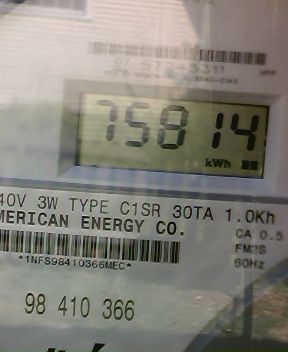 75814
kWh
40V 3W TYPE C1SR 30TA 1.0Kh
MERICAN ENERGY CO.
CA 0.5
FM2S
60Hz
*1NFS98410366MEC*
98 410 366